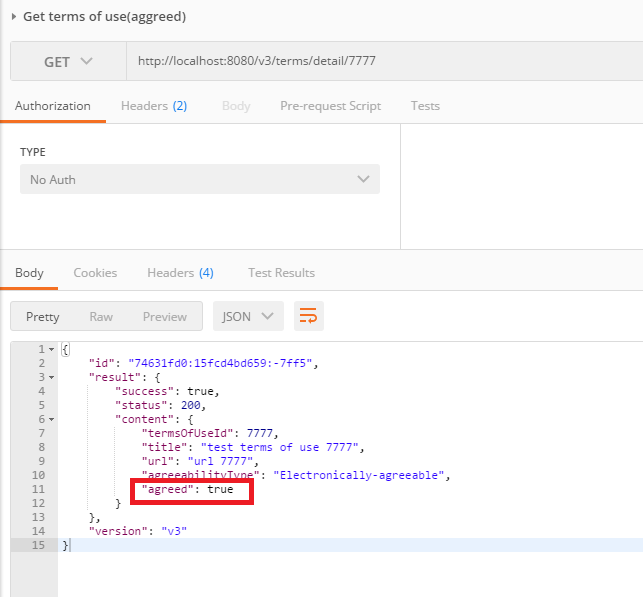 Get terms of use(aggreed)
GET http://localhost:8080/v3/terms/detail/7777
Authorization Headers (2) Body Pre-request Script Tests
TYPE
No Auth
Body Cookies Headers (4) Test Results
Pretty Raw Preview JSON
1 {
2 "id": "74631fd0:15fcd4bd659:-7ff5",
3 "result": {
4 "success": true,
5 "status": 200,
6 "content": {
7 "termsOfUseId": 7777,
8 "title": "test terms of use 7777",
9 "url": "url 7777",
10 "agreeabilityType": "Electronically-agreeable",
11 "agreed": true
12 }
13 },
14 "version": "v3"
15 }